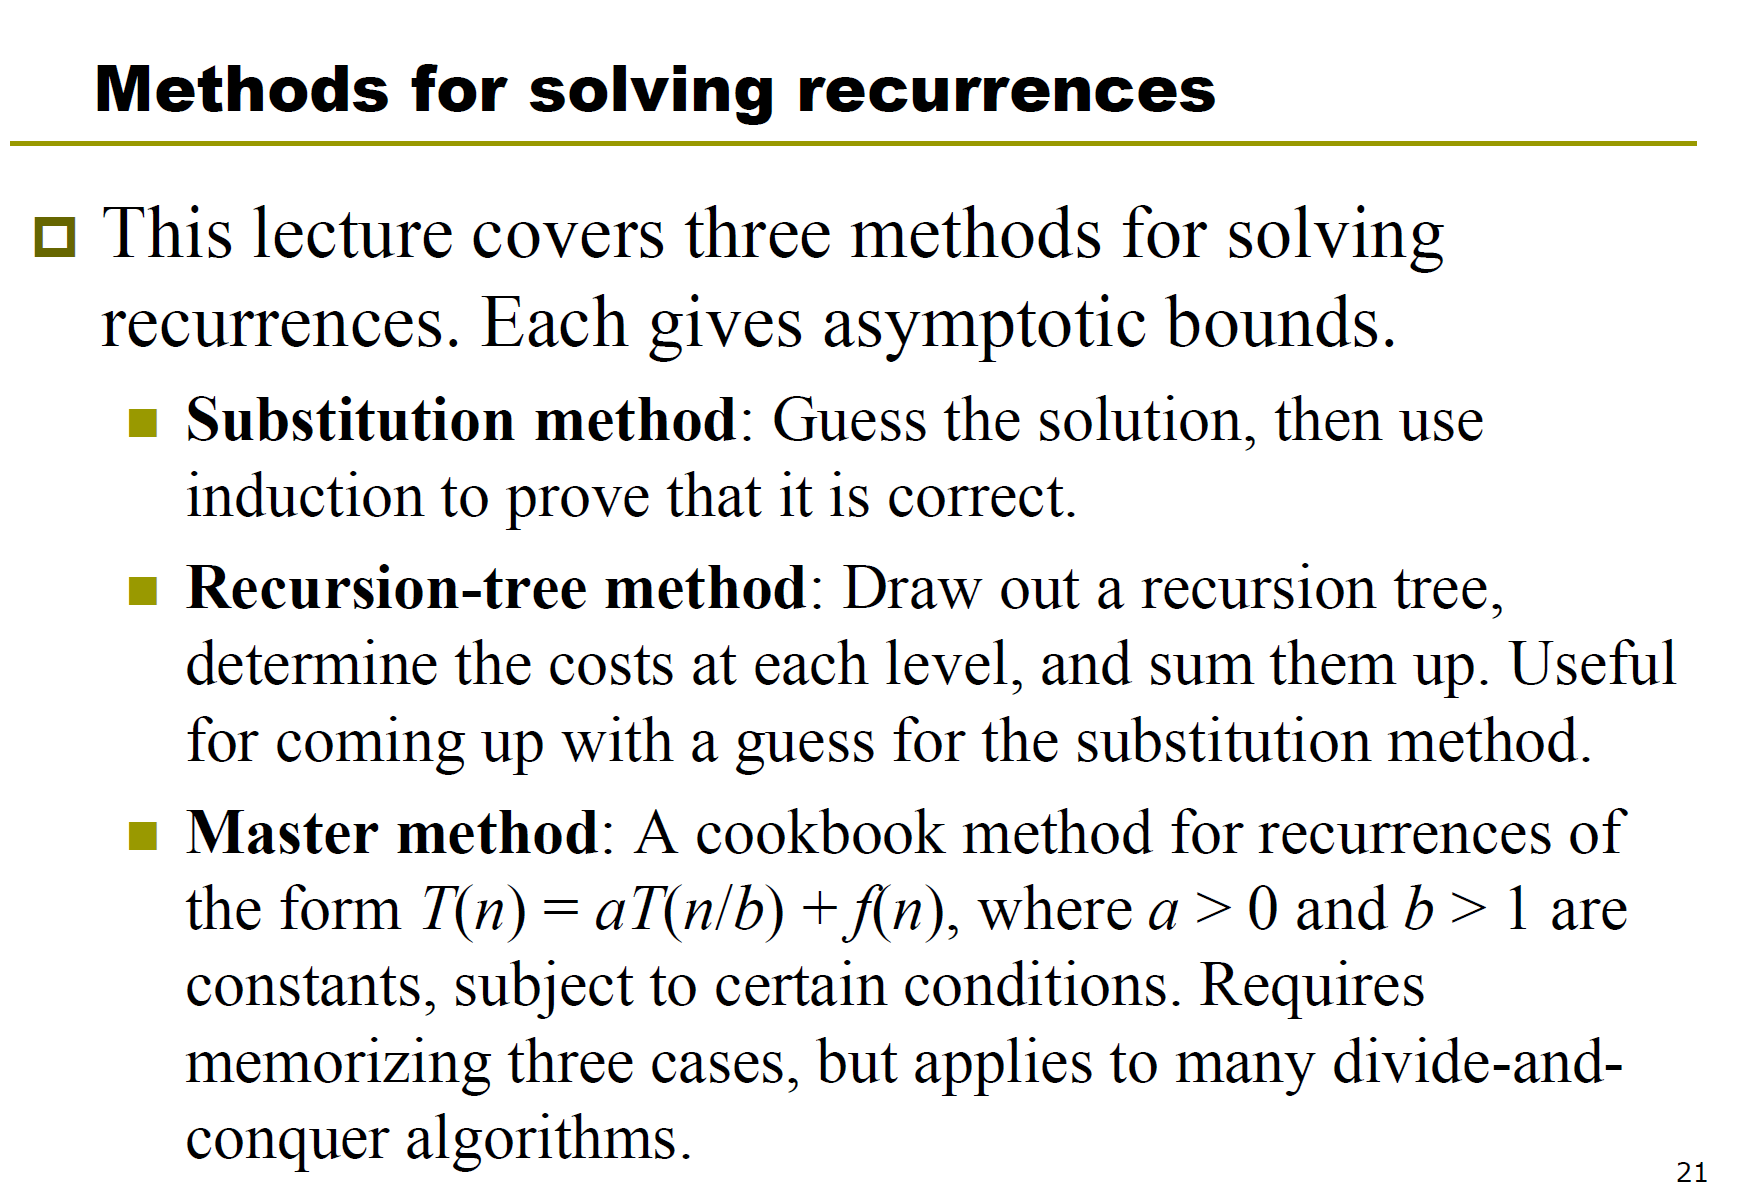 Methods for solving recurrences
This lecture covers three methods for solving
recurrences. Each gives asymptotic bounds.
Substitution method: Guess the solution, then use
induction to prove that it is correct.
Recursion-tree method: Draw out a recursion tree,
determine the costs at each level, and sum them up. Useful
for coming up with a guess for the substitution method.
Master method: A cookbook method for recurrences of
the form T(n) = aT(n/b) + f(n), where a > 0 and b > 1 are
constants, subject to certain conditions. Requires
memorizing three cases, but applies to many divide-and-
conquer algorithms.
21